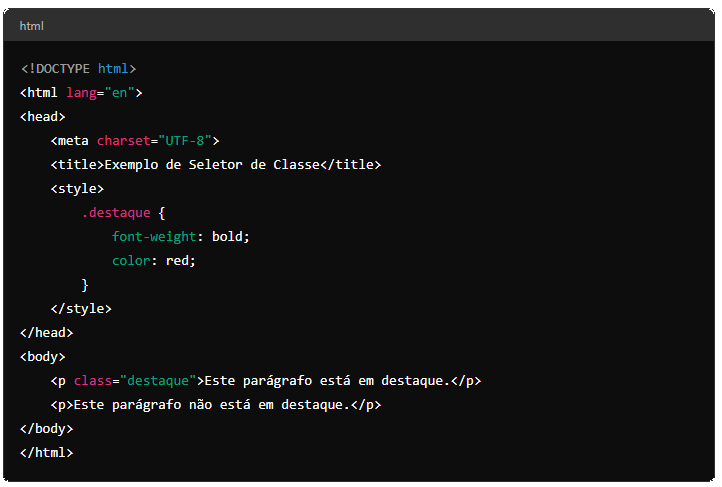 html
<!DOCTYPE html>
<html lang="en">
<head>
    <meta charset="UTF-8">
    <title>Exemplo de Seletor de Classe</title>
    <style>
        .destaque {
            font-weight: bold;
            color: red;
        }
    </style>
</head>
<body>
    <p class="destaque">Este parágrafo está em destaque.</p>
    <p>Este parágrafo não está em destaque.</p>
</body>
</html>